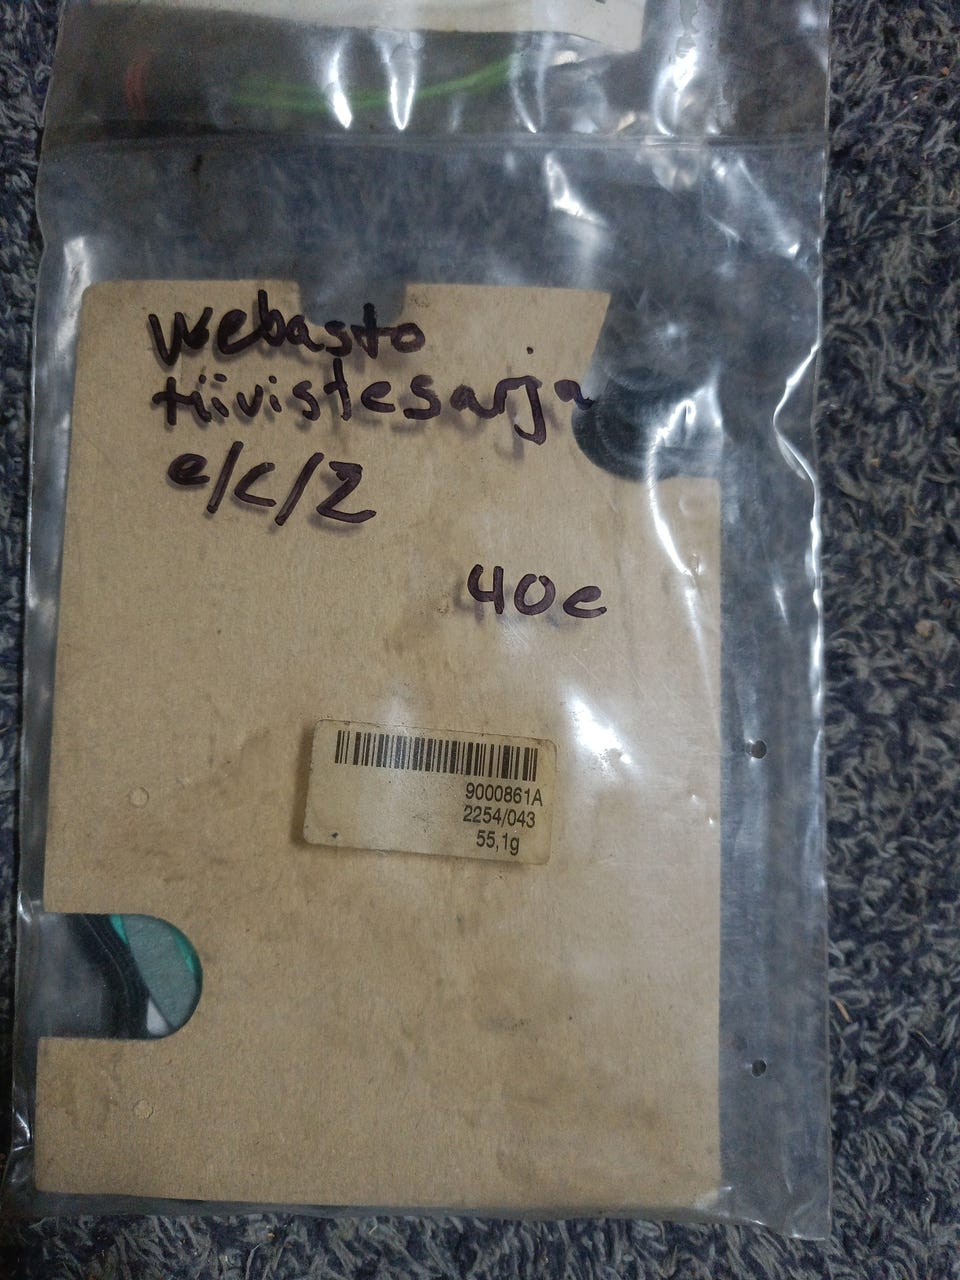 Webasto
tiivistesarja
e/c/z
40e
9000861A
2254/043
55,1g